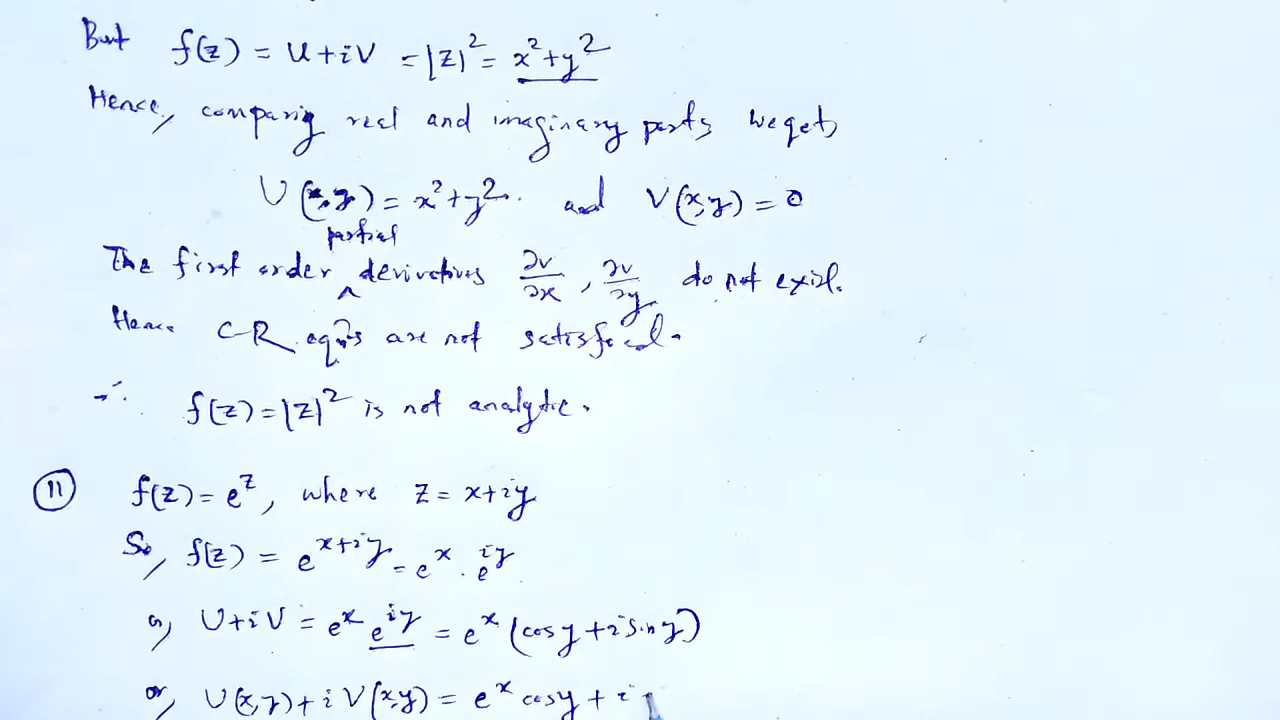 But f(z) = U + iV = |z|² = x²+y²
Hence, comparing real and imaginary parts, we get,
U(x,y) = x²+y². and V(x,y) = 0
partial
The first order ^ derivatives ∂v/∂x, ∂v/∂y do not exist.
Hence C-R eqns are not satisfied.
∴ f(z) = |z|² is not analytic.
(11) f(z) = e^z, where z = x+iy
So, f(z) = e^(x+iy) = e^x . e^(iy)
or, U+iV = e^x e^(iy) = e^x (cos y + i sin y)
or, U(x,y) + i V(x,y) = e^x cos y + i